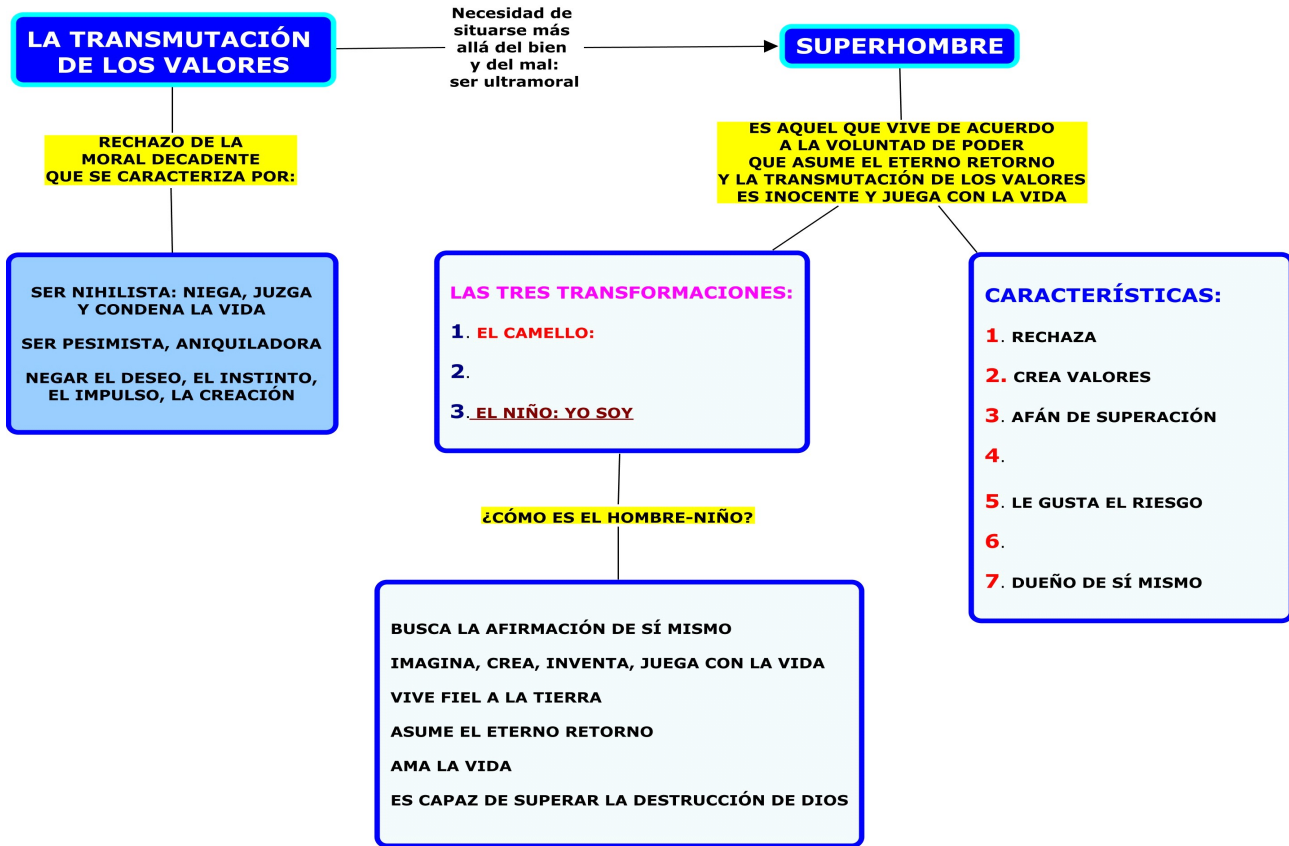 LA TRANSMUTACIÓN
DE LOS VALORES
Necesidad de
situarse más
allá del bien
y del mal:
ser ultramoral
SUPERHOMBRE
RECHAZO DE LA
MORAL DECADENTE
QUE SE CARACTERIZA POR:
ES AQUEL QUE VIVE DE ACUERDO
A LA VOLUNTAD DE PODER
QUE ASUME EL ETERNO RETORNO
Y LA TRANSMUTACIÓN DE LOS VALORES
ES INOCENTE Y JUEGA CON LA VIDA
SER NIHILISTA: NIEGA, JUZGA
Y CONDENA LA VIDA
SER PESIMISTA, ANIQUILADORA
NEGAR EL DESEO, EL INSTINTO,
EL IMPULSO, LA CREACIÓN
LAS TRES TRANSFORMACIONES:
1. EL CAMELLO:
2.
3. EL NIÑO: YO SOY
CARACTERÍSTICAS:
1. RECHAZA
2. CREA VALORES
3. AFÁN DE SUPERACIÓN
4.
5. LE GUSTA EL RIESGO
6.
7. DUEÑO DE SÍ MISMO
¿CÓMO ES EL HOMBRE-NIÑO?
BUSCA LA AFIRMACIÓN DE SÍ MISMO
IMAGINA, CREA, INVENTA, JUEGA CON LA VIDA
VIVE FIEL A LA TIERRA
ASUME EL ETERNO RETORNO
AMA LA VIDA
ES CAPAZ DE SUPERAR LA DESTRUCCIÓN DE DIOS